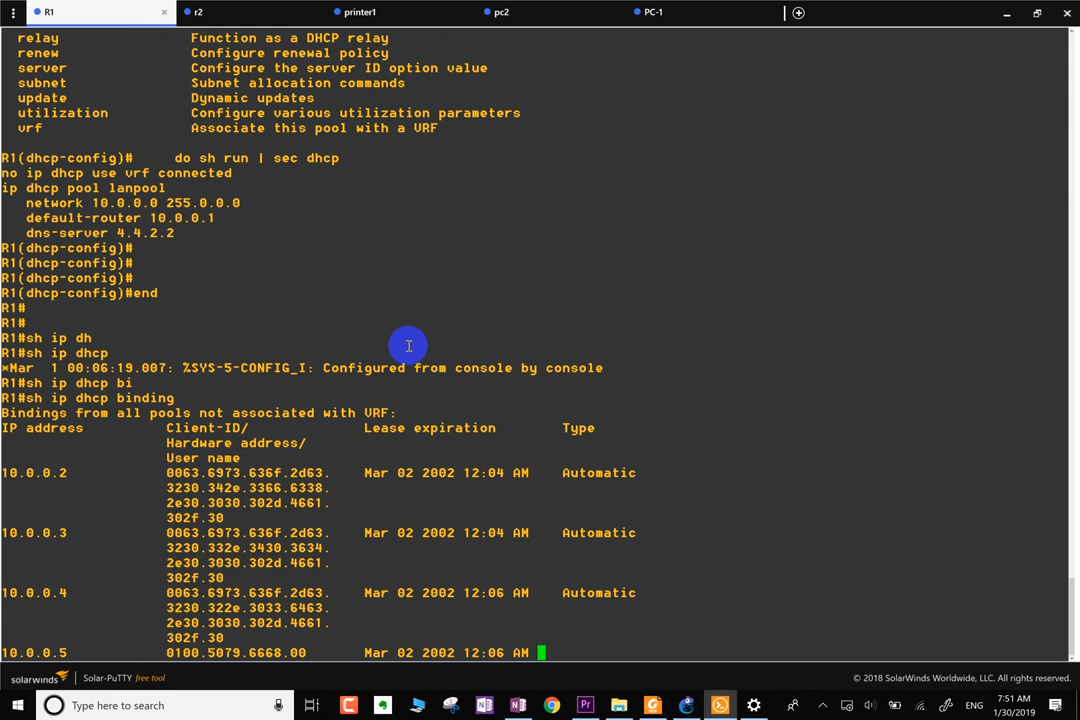 R1
r2
printer1
pc2
PC-1
relay Function as a DHCP relay
renew Configure renewal policy
server Configure the server ID option value
subnet Subnet allocation commands
update Dynamic updates
utilization Configure various utilization parameters
vrf Associate this pool with a VRF
R1(dhcp-config)# do sh run | sec dhcp
no ip dhcp use vrf connected
ip dhcp pool lanpool
network 10.0.0.0 255.0.0.0
default-router 10.0.0.1
dns-server 4.4.2.2
R1(dhcp-config)#
R1(dhcp-config)#
R1(dhcp-config)#
R1(dhcp-config)#end
R1#
R1#
R1#sh ip dh
R1#sh ip dhcp
*Mar 1 00:06:19.007: %SYS-5-CONFIG_I: Configured from console by console
R1#sh ip dhcp bi
R1#sh ip dhcp binding
Bindings from all pools not associated with VRF:
IP address Client-ID/ Lease expiration Type
Hardware address/
User name
10.0.0.2 0063.6973.636f.2d63. Mar 02 2002 12:04 AM Automatic
3230.342e.3366.6338.
2e30.3030.302d.4661.
302f.30
10.0.0.3 0063.6973.636f.2d63. Mar 02 2002 12:04 AM Automatic
3230.332e.3430.3634.
2e30.3030.302d.4661.
302f.30
10.0.0.4 0063.6973.636f.2d63. Mar 02 2002 12:06 AM Automatic
3230.322e.3033.6463.
2e30.3030.302d.4661.
302f.30
10.0.0.5 0100.5079.6668.00 Mar 02 2002 12:06 AM
solarwinds Solar-PuTTY free tool © 2018 SolarWinds Worldwide, LLC. All rights reserved.
Type here to search
ENG
7:51 AM
1/30/2019